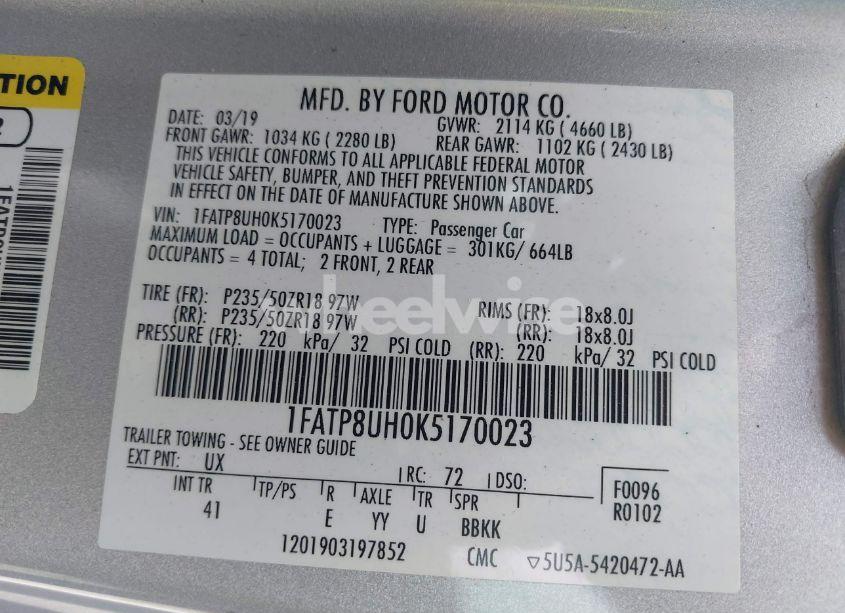 TION
2
MFD. BY FORD MOTOR CO.
DATE: 03/19 GVWR: 2114 KG ( 4660 LB)
FRONT GAWR: 1034 KG ( 2280 LB) REAR GAWR: 1102 KG ( 2430 LB)
THIS VEHICLE CONFORMS TO ALL APPLICABLE FEDERAL MOTOR
VEHICLE SAFETY, BUMPER, AND THEFT PREVENTION STANDARDS
IN EFFECT ON THE DATE OF MANUFACTURE SHOWN ABOVE.
VIN: 1FATP8UH0K5170023 TYPE: Passenger Car
MAXIMUM LOAD = OCCUPANTS + LUGGAGE = 301KG/ 664LB
OCCUPANTS = 4 TOTAL; 2 FRONT, 2 REAR
TIRE (FR): P235/50ZR18 97W RIMS (FR): 18x8.0J
(RR): P235/50ZR18 97W (RR): 18x8.0J
wheelwire
PRESSURE (FR): 220 kPa/ 32 PSI COLD (RR): 220 kPa/ 32 PSI COLD
1FATP8UH0K5170023
TRAILER TOWING - SEE OWNER GUIDE
EXT PNT: UX RC: 72 DSO: F0096
R0102
INT TR TP/PS R AXLE TR SPR
41 E YY U BBKK
1201903197852 CMC ▽5U5A-5420472-AA